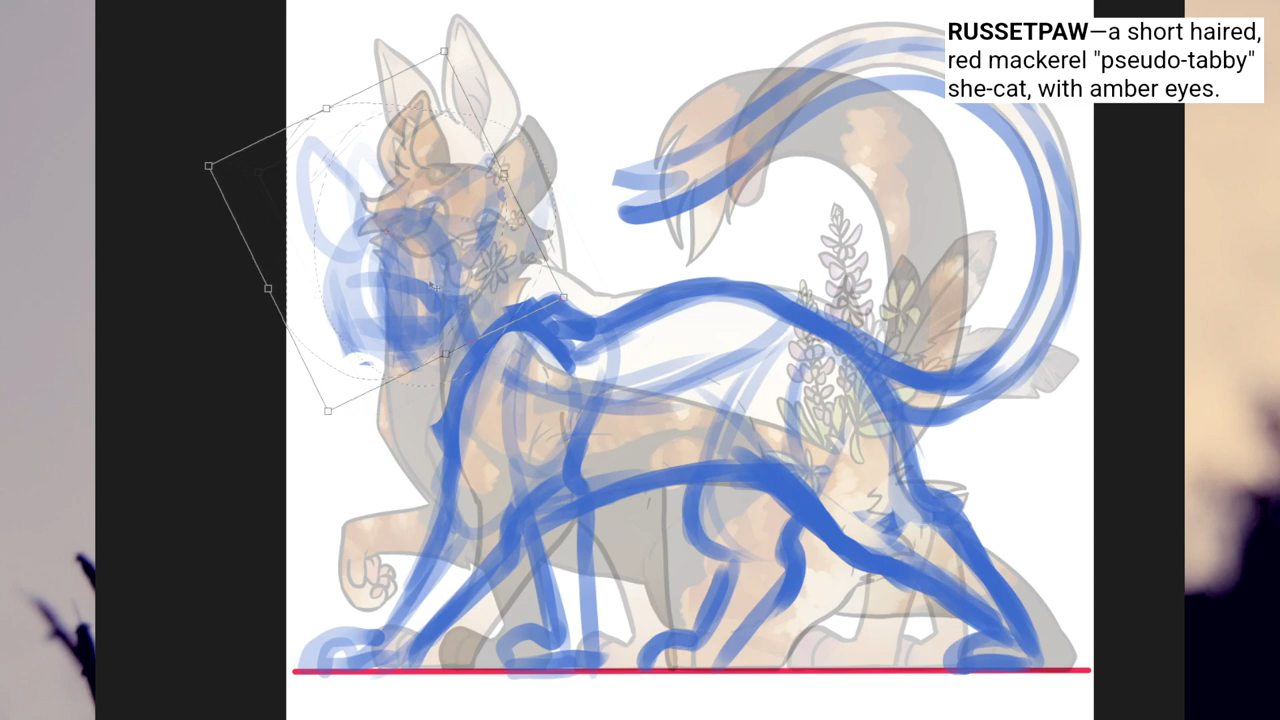 RUSSETPAW—a short haired,
red mackerel "pseudo-tabby"
she-cat, with amber eyes.